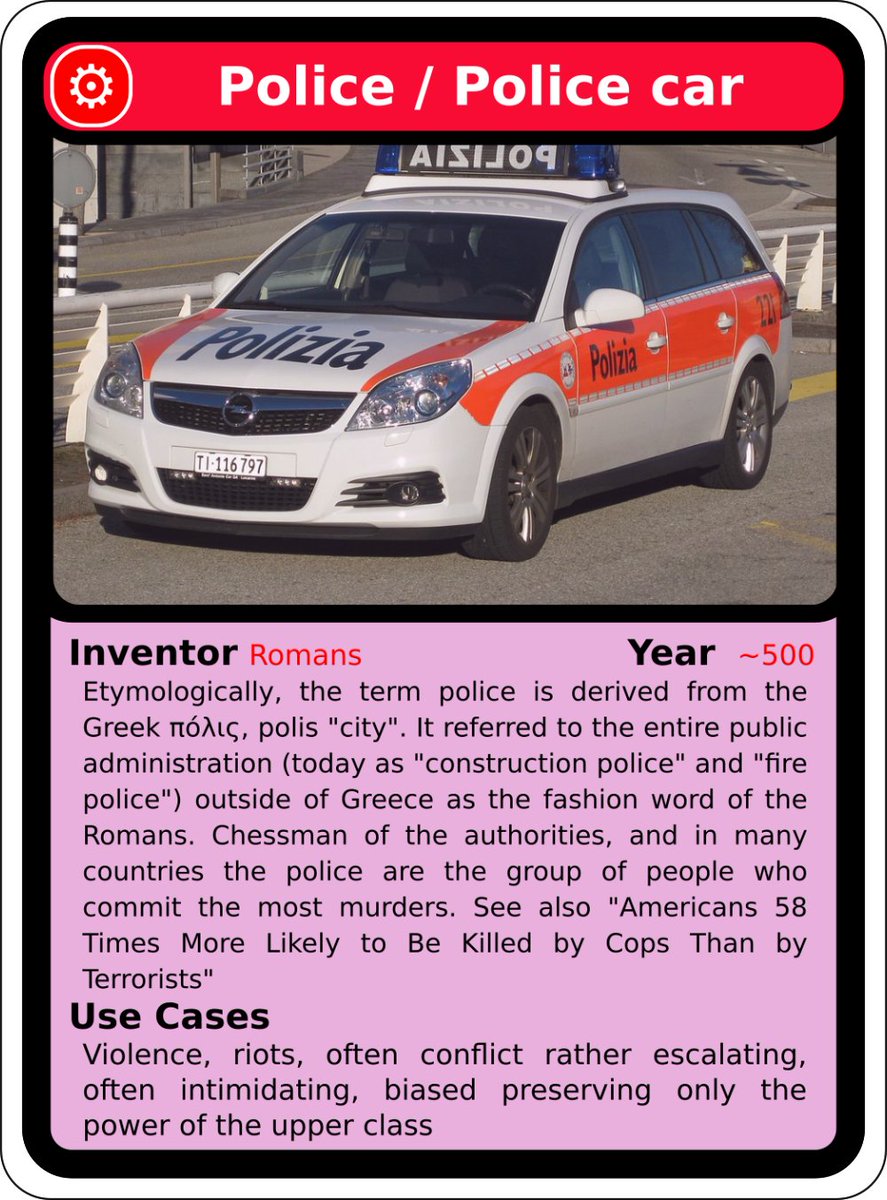 Police / Police car
POLIZIA
Polizia
Polizia
224
TI·116797
Inventor Romans Year ~500
Etymologically, the term police is derived from the
Greek πόλις, polis "city". It referred to the entire public
administration (today as "construction police" and "fire
police") outside of Greece as the fashion word of the
Romans. Chessman of the authorities, and in many
countries the police are the group of people who
commit the most murders. See also "Americans 58
Times More Likely to Be Killed by Cops Than by
Terrorists"
Use Cases
Violence, riots, often conflict rather escalating,
often intimidating, biased preserving only the
power of the upper class